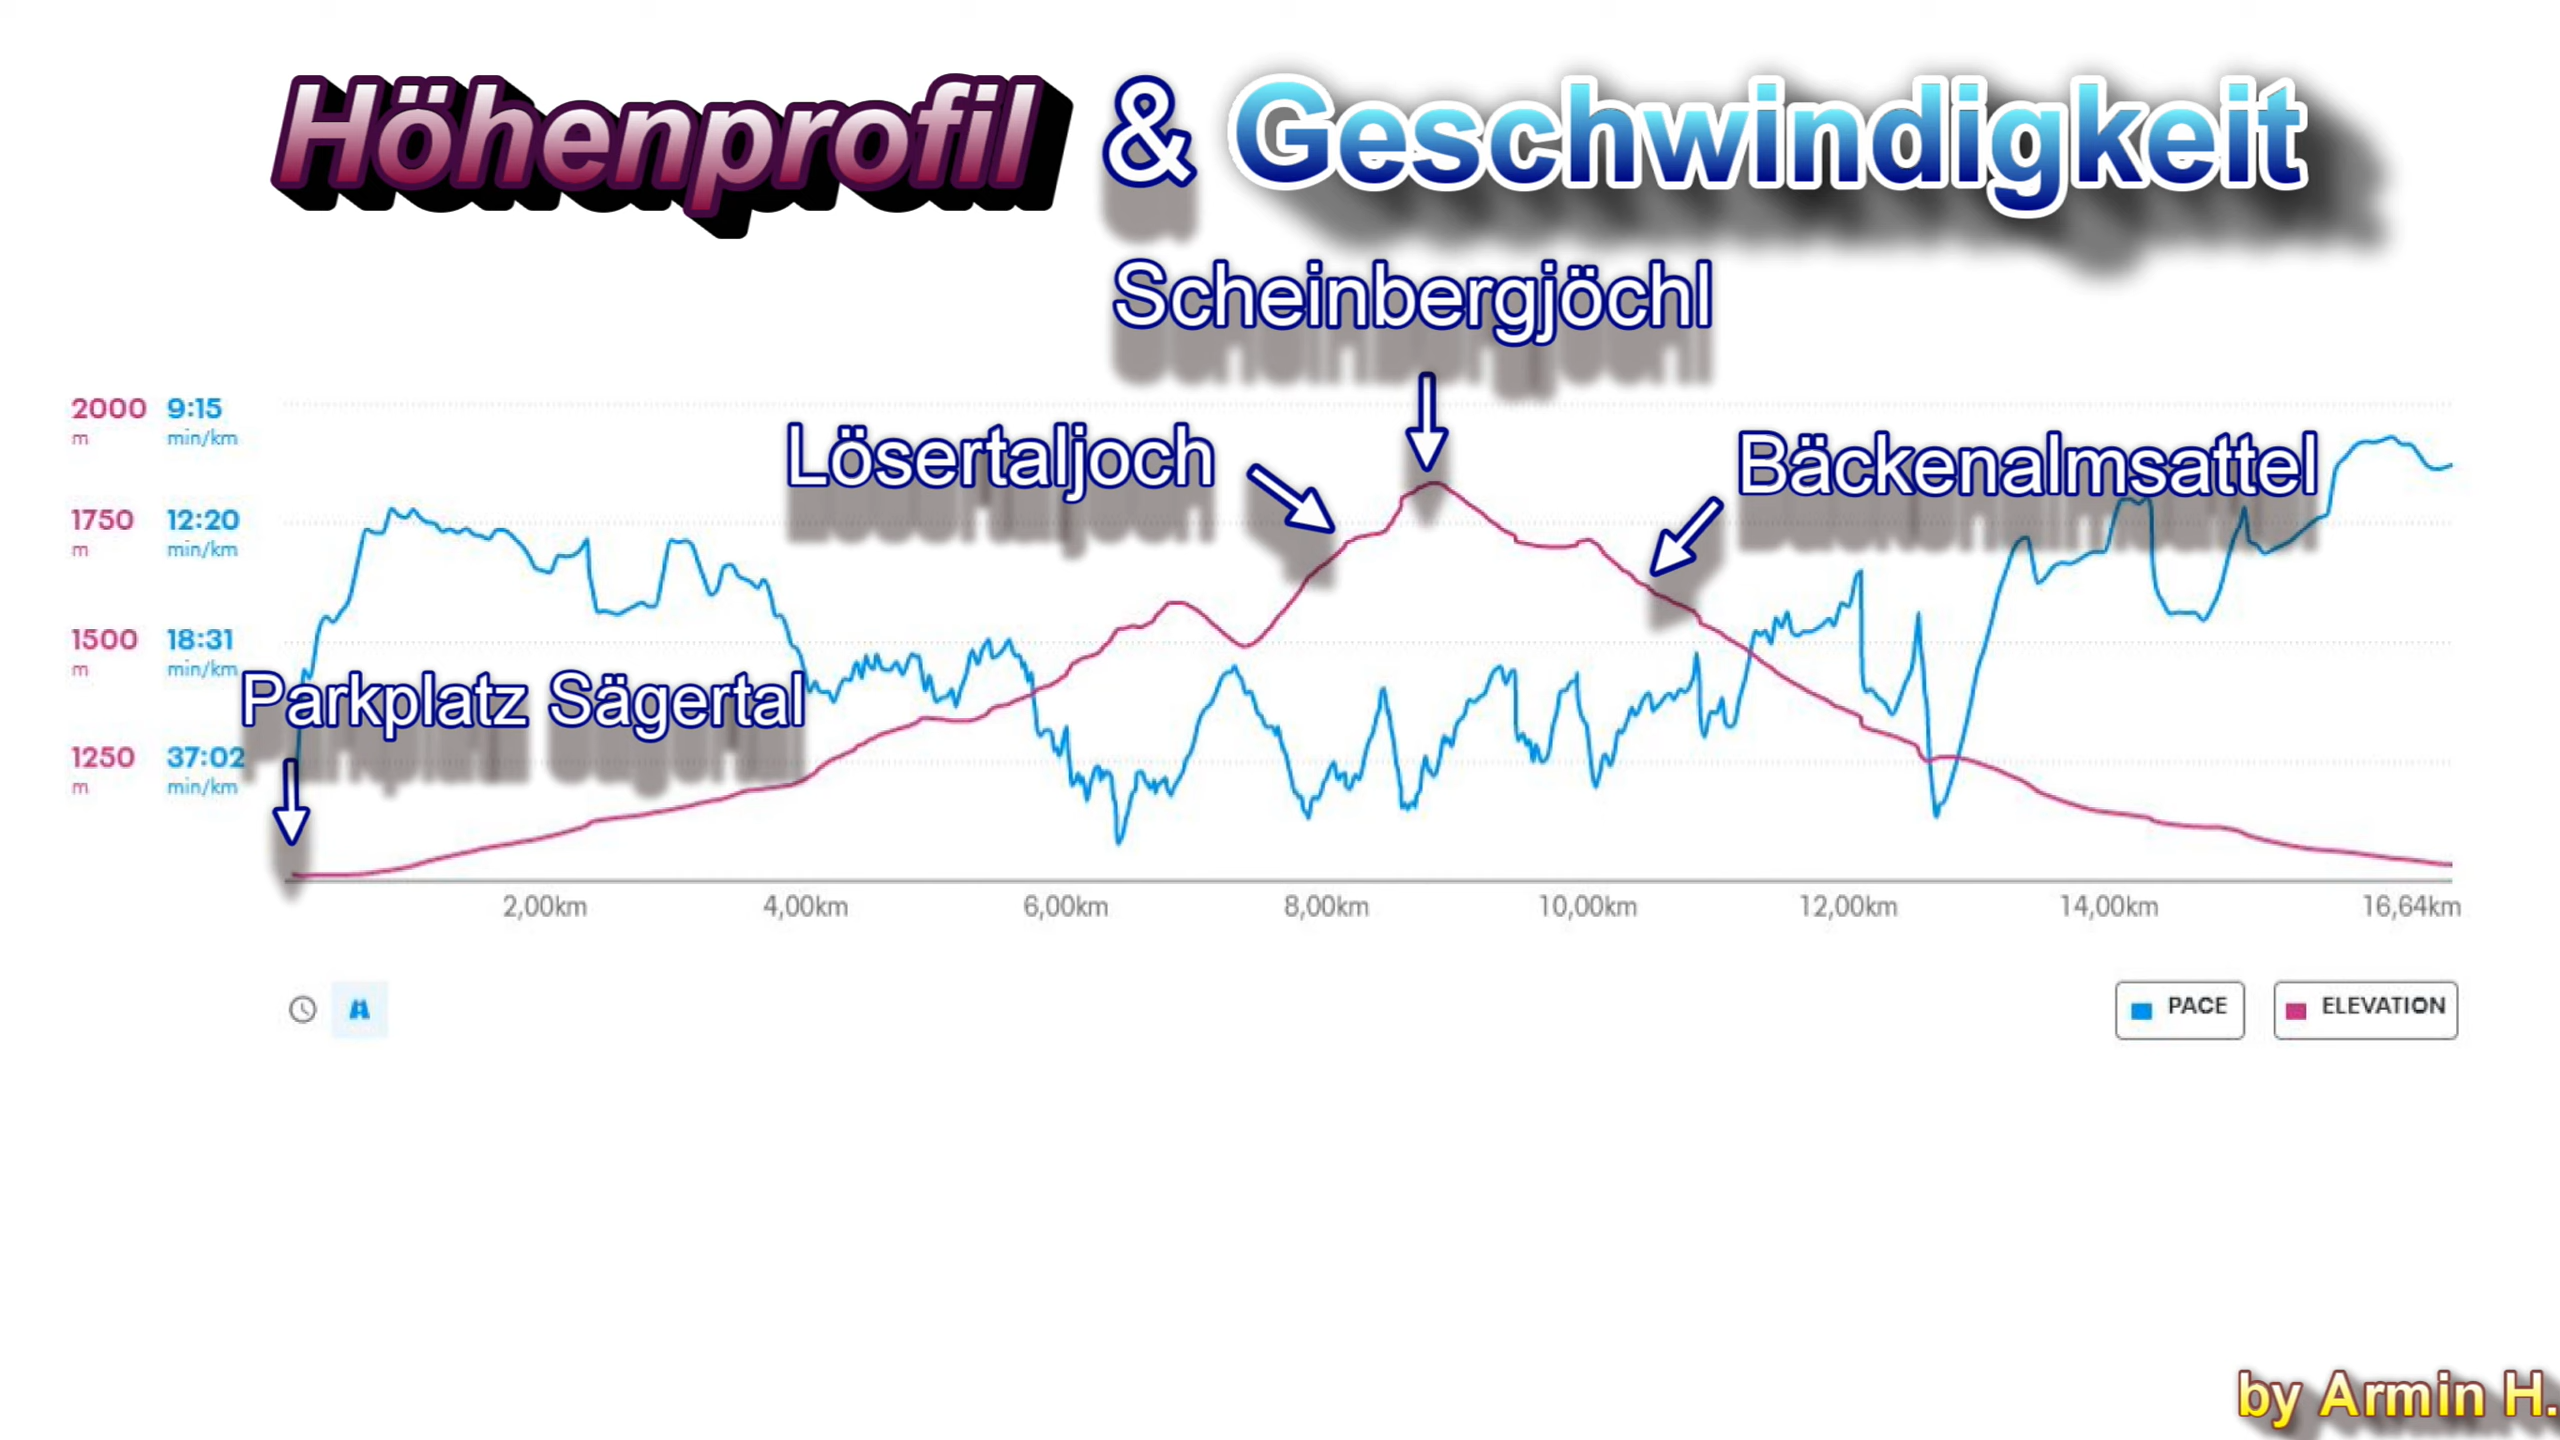 Höhenprofil & Geschwindigkeit
Scheinbergjöchl
Lösertaljoch
Bäckenalmsattel
Parkplatz Sägertal
2000 9:15
m min/km
1750 12:20
m min/km
1500 18:31
m min/km
1250 37:02
m min/km
2,00km 4,00km 6,00km 8,00km 10,00km 12,00km 14,00km 16,64km
PACE ELEVATION
by Armin H.